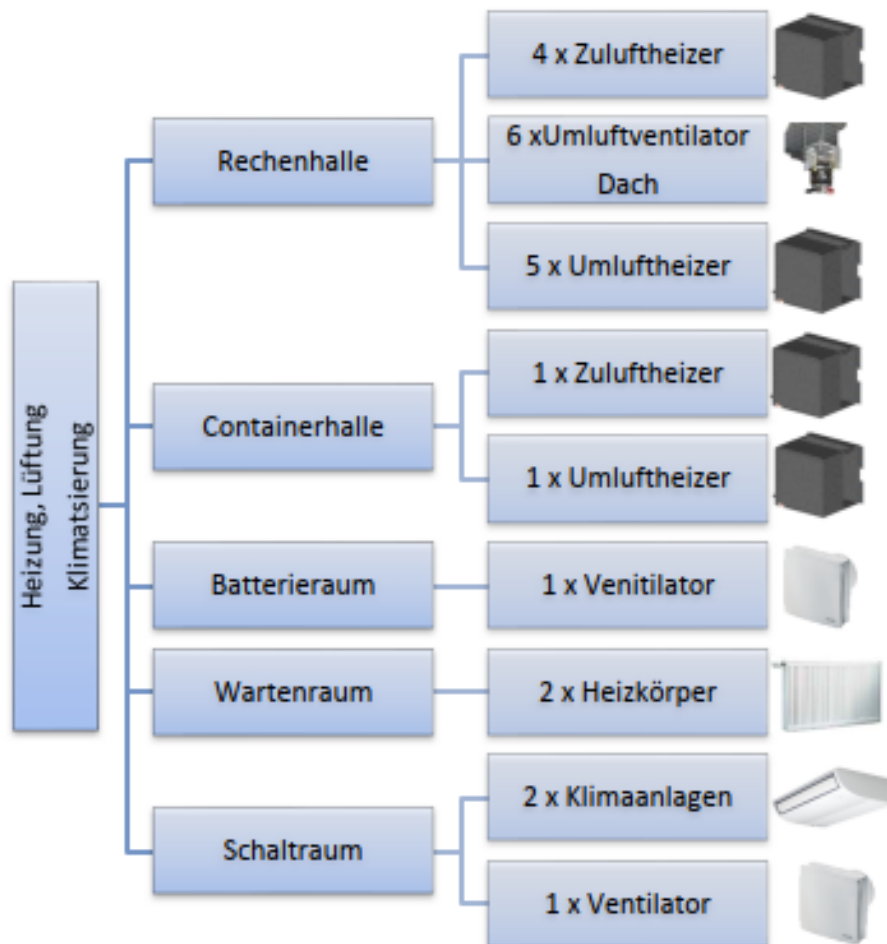 Heizung, Lüftung
Klimatsierung
Rechenhalle
4 x Zuluftheizer
6 xUmluftventilator
Dach
5 x Umluftheizer
Containerhalle
1 x Zuluftheizer
1 x Umluftheizer
Batterieraum
1 x Venitilator
Wartenraum
2 x Heizkörper
Schaltraum
2 x Klimaanlagen
1 x Ventilator